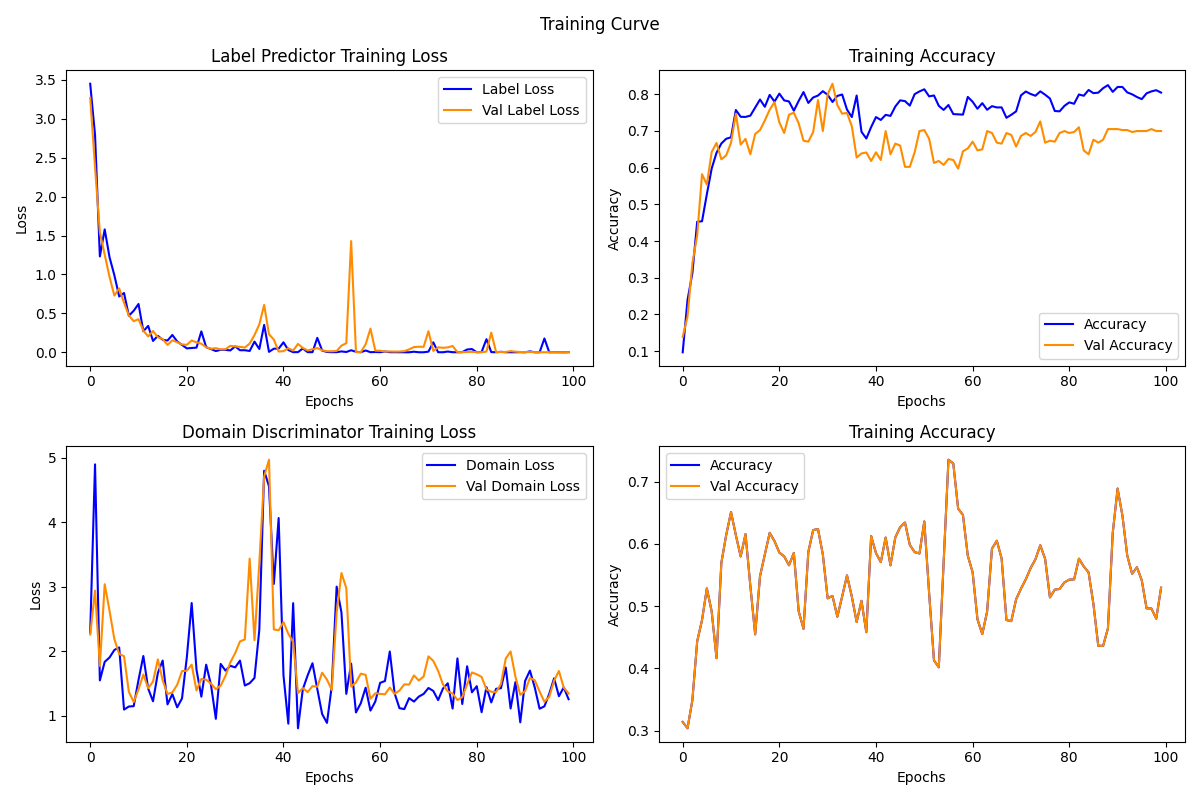 Training Curve
Label Predictor Training Loss
Loss
3.5
3.0
2.5
2.0
1.5
1.0
0.5
0.0
Label Loss
Val Label Loss
0 20 40 60 80 100
Epochs
Training Accuracy
Accuracy
0.8
0.7
0.6
0.5
0.4
0.3
0.2
0.1
Accuracy
Val Accuracy
0 20 40 60 80 100
Epochs
Domain Discriminator Training Loss
Loss
5
4
3
2
1
Domain Loss
Val Domain Loss
0 20 40 60 80 100
Epochs
Training Accuracy
Accuracy
0.7
0.6
0.5
0.4
0.3
Accuracy
Val Accuracy
0 20 40 60 80 100
Epochs